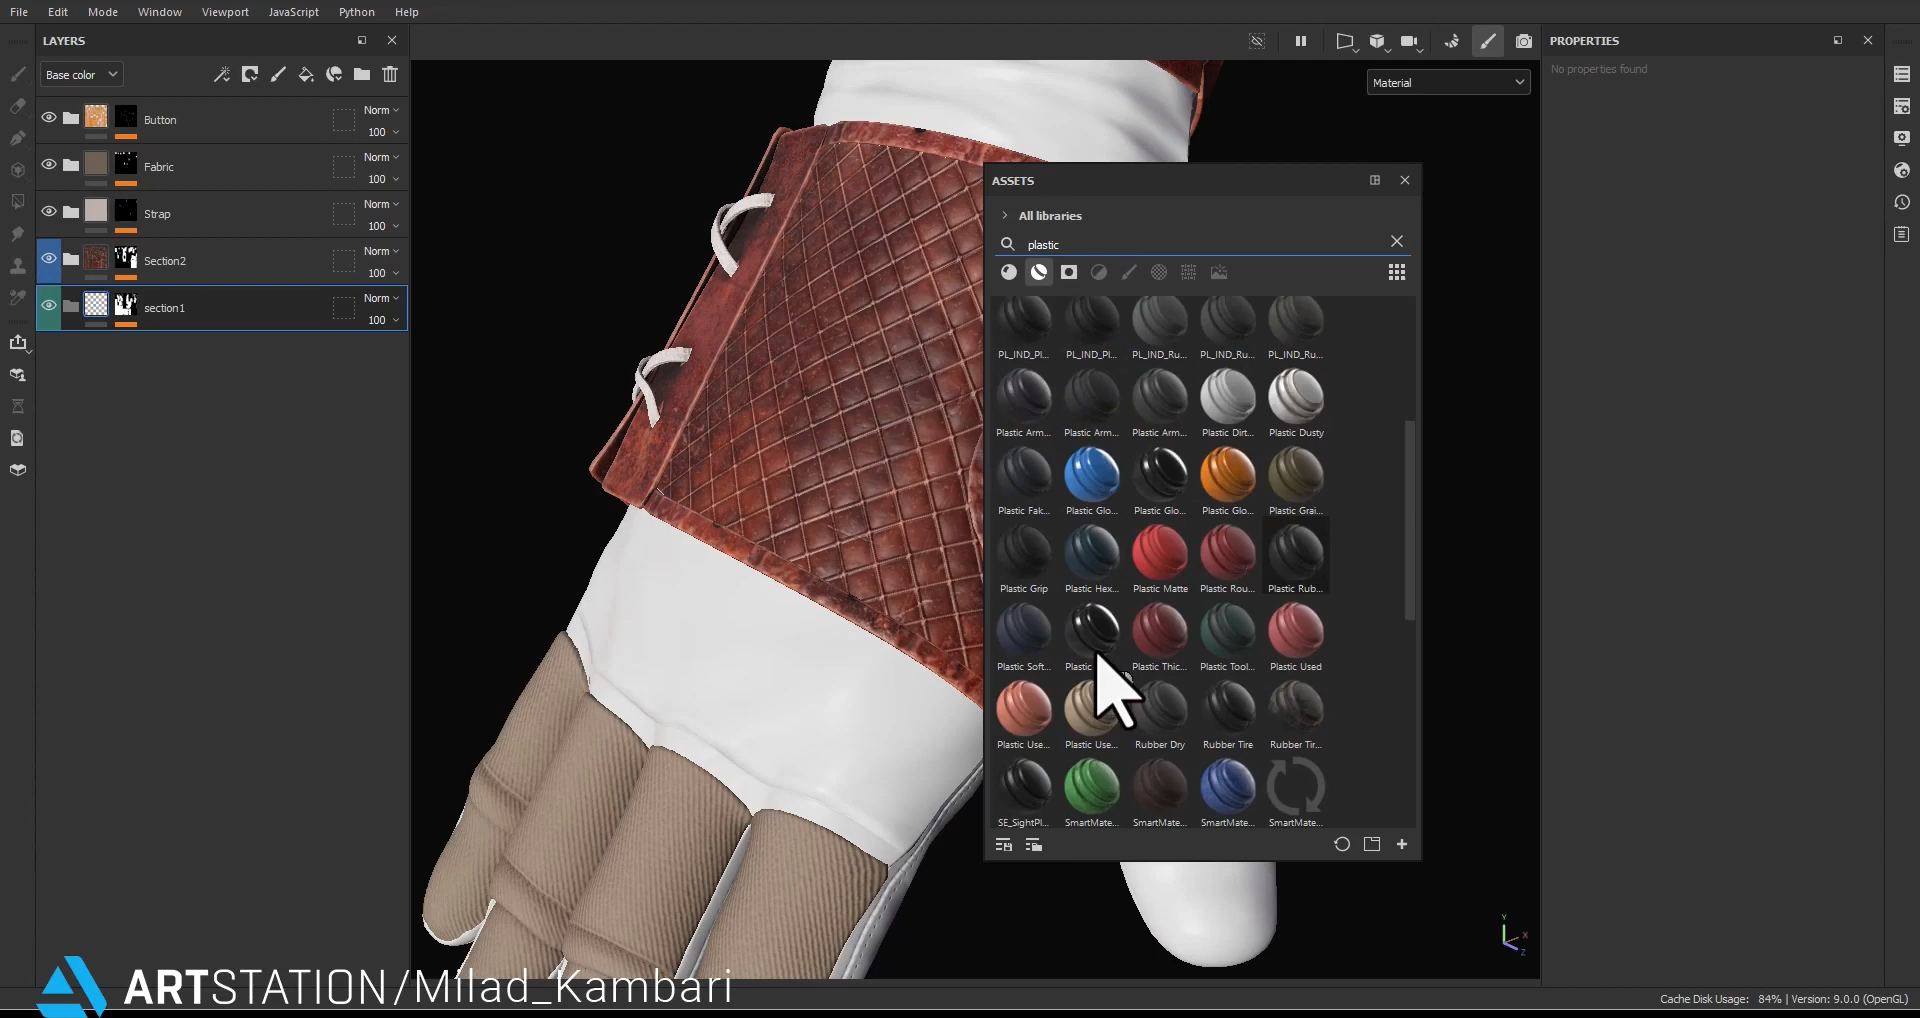 File Edit Mode Window Viewport JavaScript Python Help
LAYERS
Base color
Button Norm 100
Fabric Norm 100
Strap Norm 100
Section2 Norm 100
section1 Norm 100
Material
PROPERTIES
No properties found
ASSETS
All libraries
plastic
PL_IND_Pl... PL_IND_Pl... PL_IND_Ru... PL_IND_Ru... PL_IND_Ru...
Plastic Arm... Plastic Arm... Plastic Arm... Plastic Dirt... Plastic Dusty
Plastic Fak... Plastic Glo... Plastic Glo... Plastic Glo... Plastic Grai...
Plastic Grip Plastic Hex... Plastic Matte Plastic Rou... Plastic Rub...
Plastic Soft... Plastic Plastic Thic... Plastic Tool... Plastic Used
Plastic Use... Plastic Use... Rubber Dry Rubber Tire Rubber Tir...
SE_SightPl... SmartMate... SmartMate... SmartMate... SmartMate...
Y
X
Z
ARTSTATION/Milad_Kambari
Cache Disk Usage: 84% | Version: 9.0.0 (OpenGL)